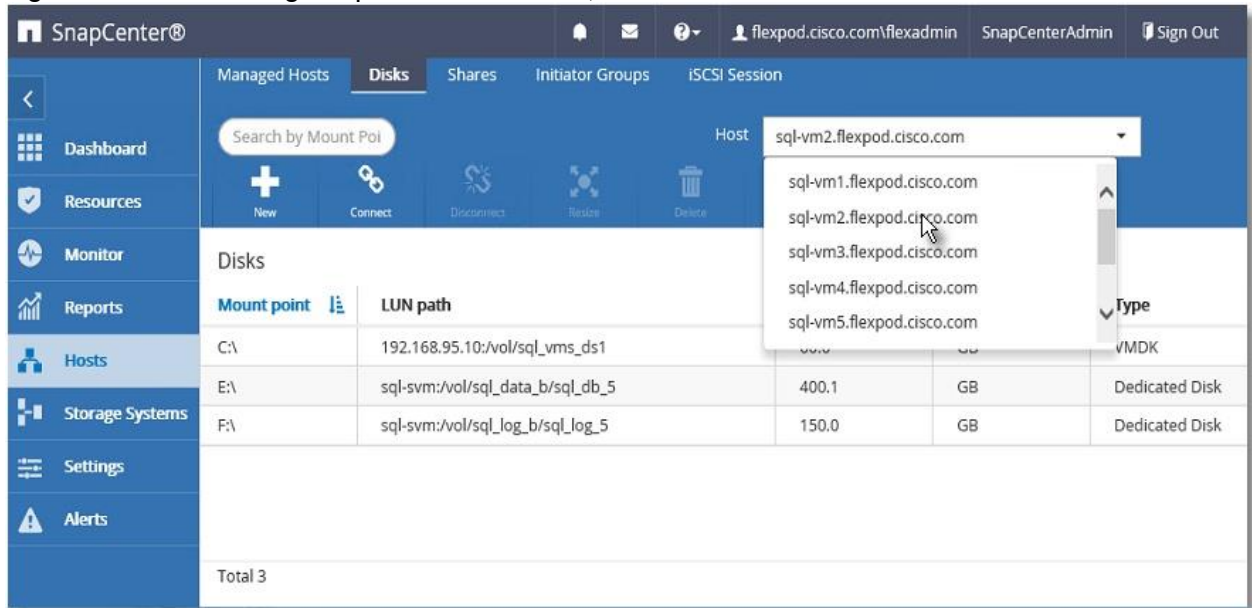 SnapCenter® flexpod.cisco.com\flexadmin SnapCenterAdmin Sign Out
Managed Hosts Disks Shares Initiator Groups iSCSI Session
Search by Mount Poi Host sql-vm2.flexpod.cisco.com
New Connect Disconnect Resize Delete
sql-vm1.flexpod.cisco.com
sql-vm2.flexpod.cisco.com
sql-vm3.flexpod.cisco.com
sql-vm4.flexpod.cisco.com
sql-vm5.flexpod.cisco.com
Dashboard
Resources
Monitor
Reports
Hosts
Storage Systems
Settings
Alerts
Disks
Mount point LUN path Type
C:\ 192.168.95.10:/vol/sql_vms_ds1 VMDK
E:\ sql-svm:/vol/sql_data_b/sql_db_5 400.1 GB Dedicated Disk
F:\ sql-svm:/vol/sql_log_b/sql_log_5 150.0 GB Dedicated Disk
Total 3